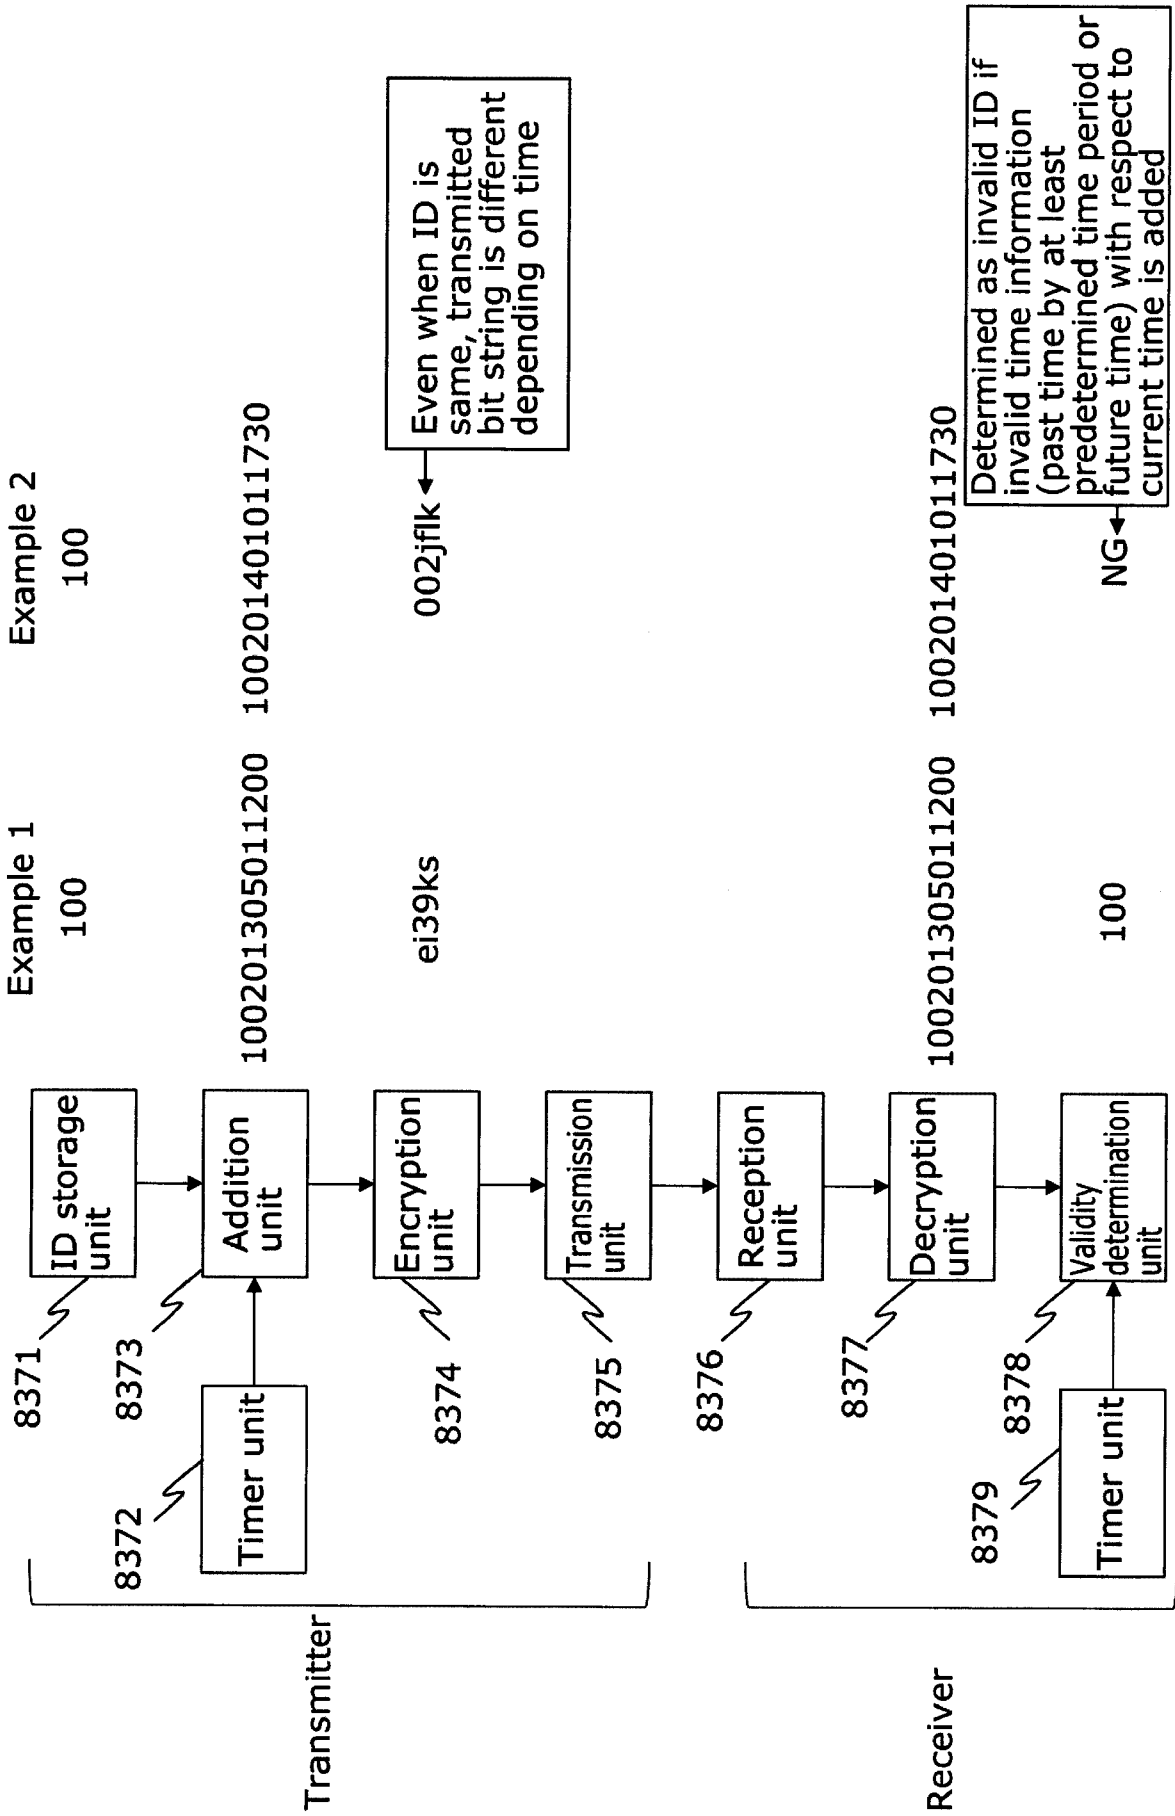 Example 1
Example 2
100
100
8371
ID storage
unit
8373
Addition
unit
8372
Timer unit
100201305011200
100201401011730
Transmitter
8374
Encryption
unit
ei39ks
002jflk
Even when ID is
same, transmitted
bit string is different
depending on time
8375
Transmission
unit
8376
Reception
unit
8377
Decryption
unit
100201305011200
100201401011730
Receiver
8378
Validity
determination
unit
8379
Timer unit
100
NG
Determined as invalid ID if
invalid time information
(past time by at least
predetermined time period or
future time) with respect to
current time is added